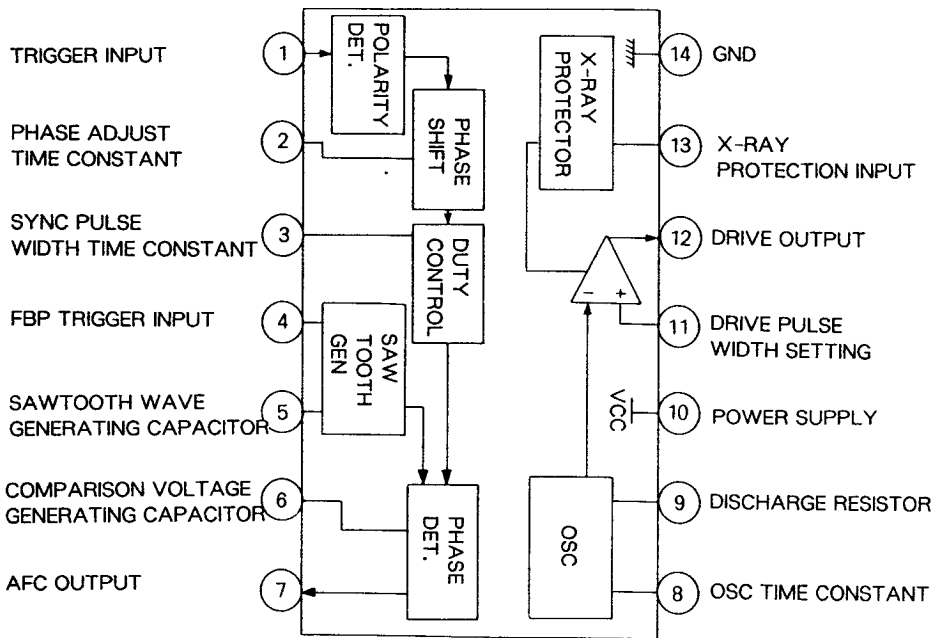 TRIGGER INPUT
1
PHASE ADJUST
TIME CONSTANT
2
SYNC PULSE
WIDTH TIME CONSTANT
3
FBP TRIGGER INPUT
4
SAWTOOTH WAVE
GENERATING CAPACITOR
5
COMPARISON VOLTAGE
GENERATING CAPACITOR
6
AFC OUTPUT
7
POLARITY
DET.
PHASE
SHIFT
DUTY
CONTROL
SAW
TOOTH
GEN
PHASE
DET.
X-RAY
PROTECTOR
- +
VCC
OSC
14
GND
13
X-RAY
PROTECTION INPUT
12
DRIVE OUTPUT
11
DRIVE PULSE
WIDTH SETTING
10
POWER SUPPLY
9
DISCHARGE RESISTOR
8
OSC TIME CONSTANT